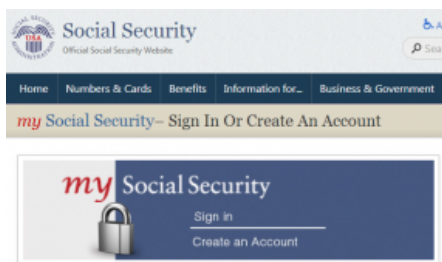 Social Security
Official Social Security Website
Home Numbers & Cards Benefits Information for... Business & Government
my Social Security– Sign In Or Create An Account
my Social Security
Sign in
Create an Account